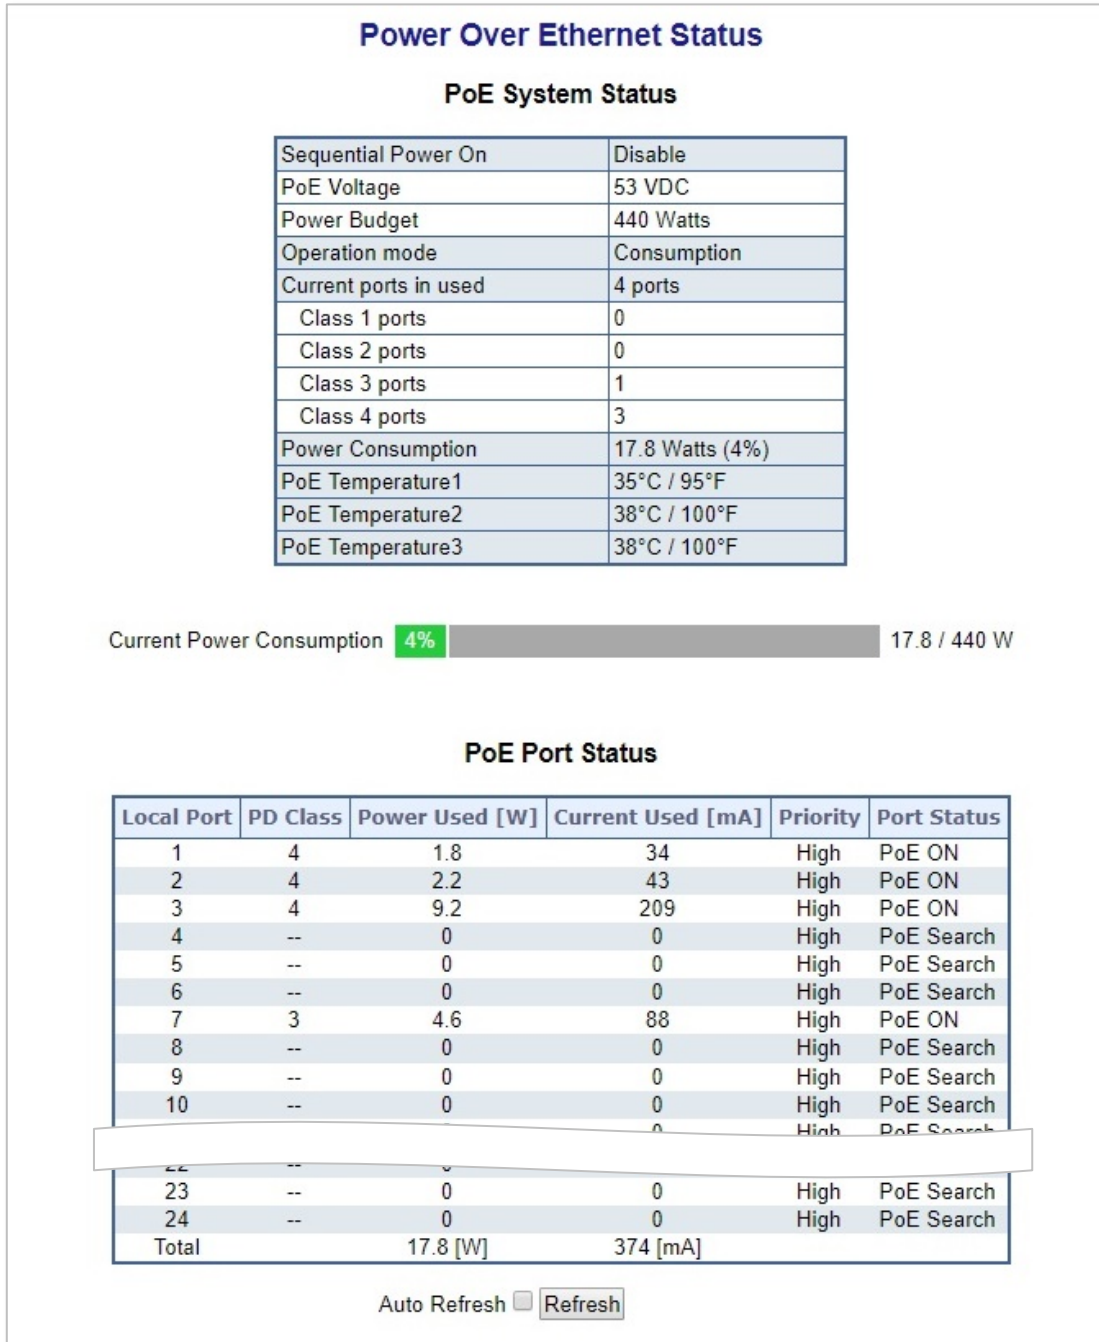 Power Over Ethernet Status
PoE System Status
Sequential Power On Disable
PoE Voltage 53 VDC
Power Budget 440 Watts
Operation mode Consumption
Current ports in used 4 ports
Class 1 ports 0
Class 2 ports 0
Class 3 ports 1
Class 4 ports 3
Power Consumption 17.8 Watts (4%)
PoE Temperature1 35°C / 95°F
PoE Temperature2 38°C / 100°F
PoE Temperature3 38°C / 100°F
Current Power Consumption 4% 17.8 / 440 W
PoE Port Status
Local Port PD Class Power Used [W] Current Used [mA] Priority Port Status
1 4 1.8 34 High PoE ON
2 4 2.2 43 High PoE ON
3 4 9.2 209 High PoE ON
4 -- 0 0 High PoE Search
5 -- 0 0 High PoE Search
6 -- 0 0 High PoE Search
7 3 4.6 88 High PoE ON
8 -- 0 0 High PoE Search
9 -- 0 0 High PoE Search
10 -- 0 0 High PoE Search
0 High PoE Search
22 --
23 -- 0 0 High PoE Search
24 -- 0 0 High PoE Search
Total 17.8 [W] 374 [mA]
Auto Refresh Refresh